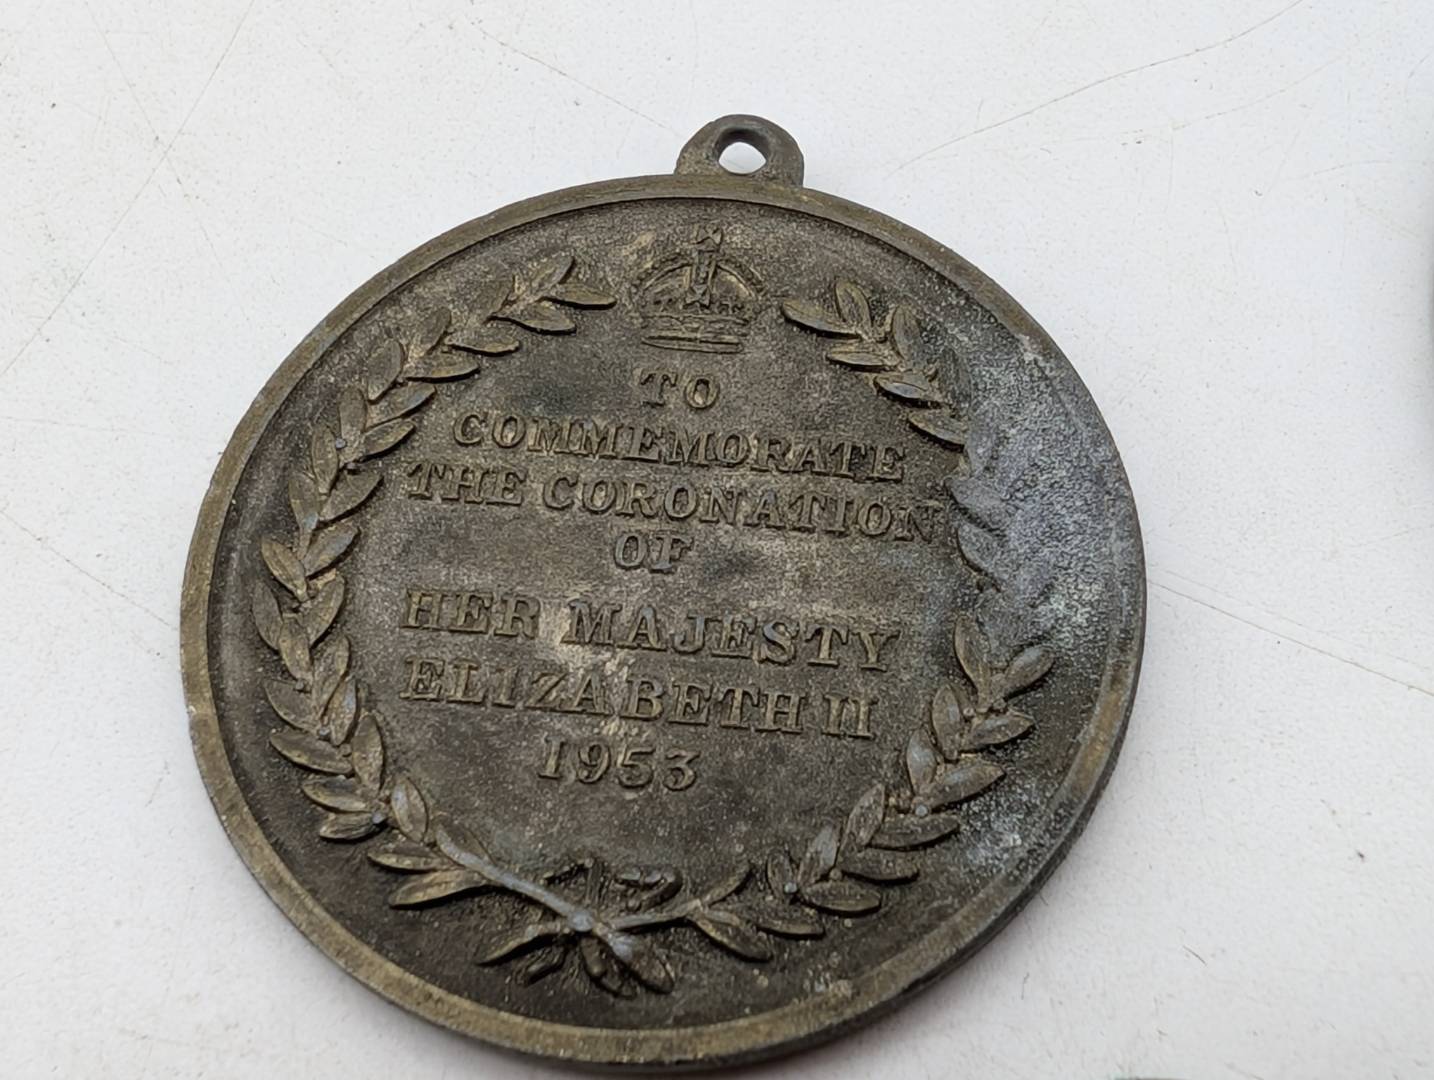 TO
COMMEMORATE
THE CORONATION
OF
HER MAJESTY
ELIZABETH II
1953